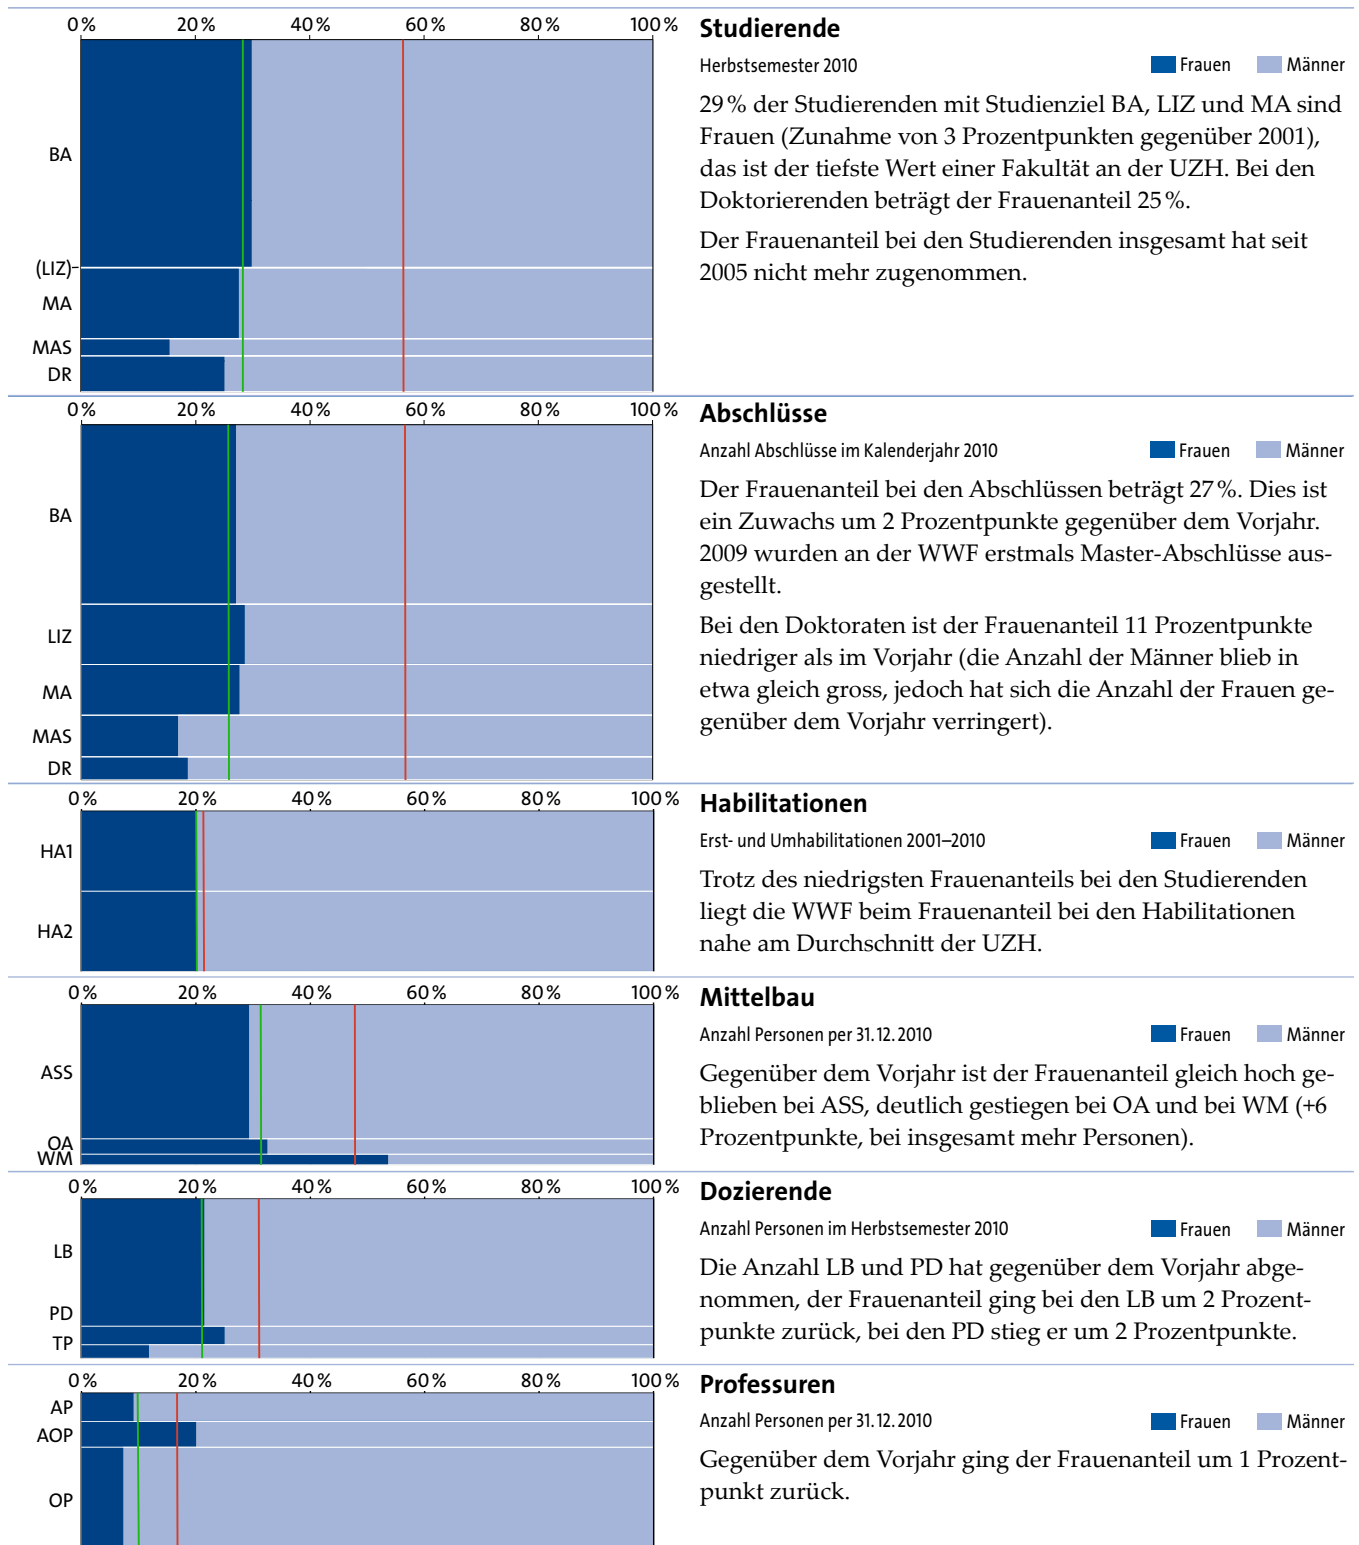 0% 20% 40% 60% 80% 100%
BA
(LIZ)
MA
MAS
DR
Studierende
Herbstsemester 2010 Frauen Männer
29% der Studierenden mit Studienziel BA, LIZ und MA sind
Frauen (Zunahme von 3 Prozentpunkten gegenüber 2001),
das ist der tiefste Wert einer Fakultät an der UZH. Bei den
Doktorierenden beträgt der Frauenanteil 25%.
Der Frauenanteil bei den Studierenden insgesamt hat seit
2005 nicht mehr zugenommen.
0% 20% 40% 60% 80% 100%
BA
LIZ
MA
MAS
DR
Abschlüsse
Anzahl Abschlüsse im Kalenderjahr 2010 Frauen Männer
Der Frauenanteil bei den Abschlüssen beträgt 27%. Dies ist
ein Zuwachs um 2 Prozentpunkte gegenüber dem Vorjahr.
2009 wurden an der WWF erstmals Master-Abschlüsse aus-
gestellt.
Bei den Doktoraten ist der Frauenanteil 11 Prozentpunkte
niedriger als im Vorjahr (die Anzahl der Männer blieb in
etwa gleich gross, jedoch hat sich die Anzahl der Frauen ge-
genüber dem Vorjahr verringert).
0% 20% 40% 60% 80% 100%
HA1
HA2
Habilitationen
Erst- und Umhabilitationen 2001–2010 Frauen Männer
Trotz des niedrigsten Frauenanteils bei den Studierenden
liegt die WWF beim Frauenanteil bei den Habilitationen
nahe am Durchschnitt der UZH.
0% 20% 40% 60% 80% 100%
ASS
OA
WM
Mittelbau
Anzahl Personen per 31.12.2010 Frauen Männer
Gegenüber dem Vorjahr ist der Frauenanteil gleich hoch ge-
blieben bei ASS, deutlich gestiegen bei OA und bei WM (+6
Prozentpunkte, bei insgesamt mehr Personen).
0% 20% 40% 60% 80% 100%
LB
PD
TP
Dozierende
Anzahl Personen im Herbstsemester 2010 Frauen Männer
Die Anzahl LB und PD hat gegenüber dem Vorjahr abge-
nommen, der Frauenanteil ging bei den LB um 2 Prozent-
punkte zurück, bei den PD stieg er um 2 Prozentpunkte.
0% 20% 40% 60% 80% 100%
AP
AOP
OP
Professuren
Anzahl Personen per 31.12.2010 Frauen Männer
Gegenüber dem Vorjahr ging der Frauenanteil um 1 Prozent-
punkt zurück.